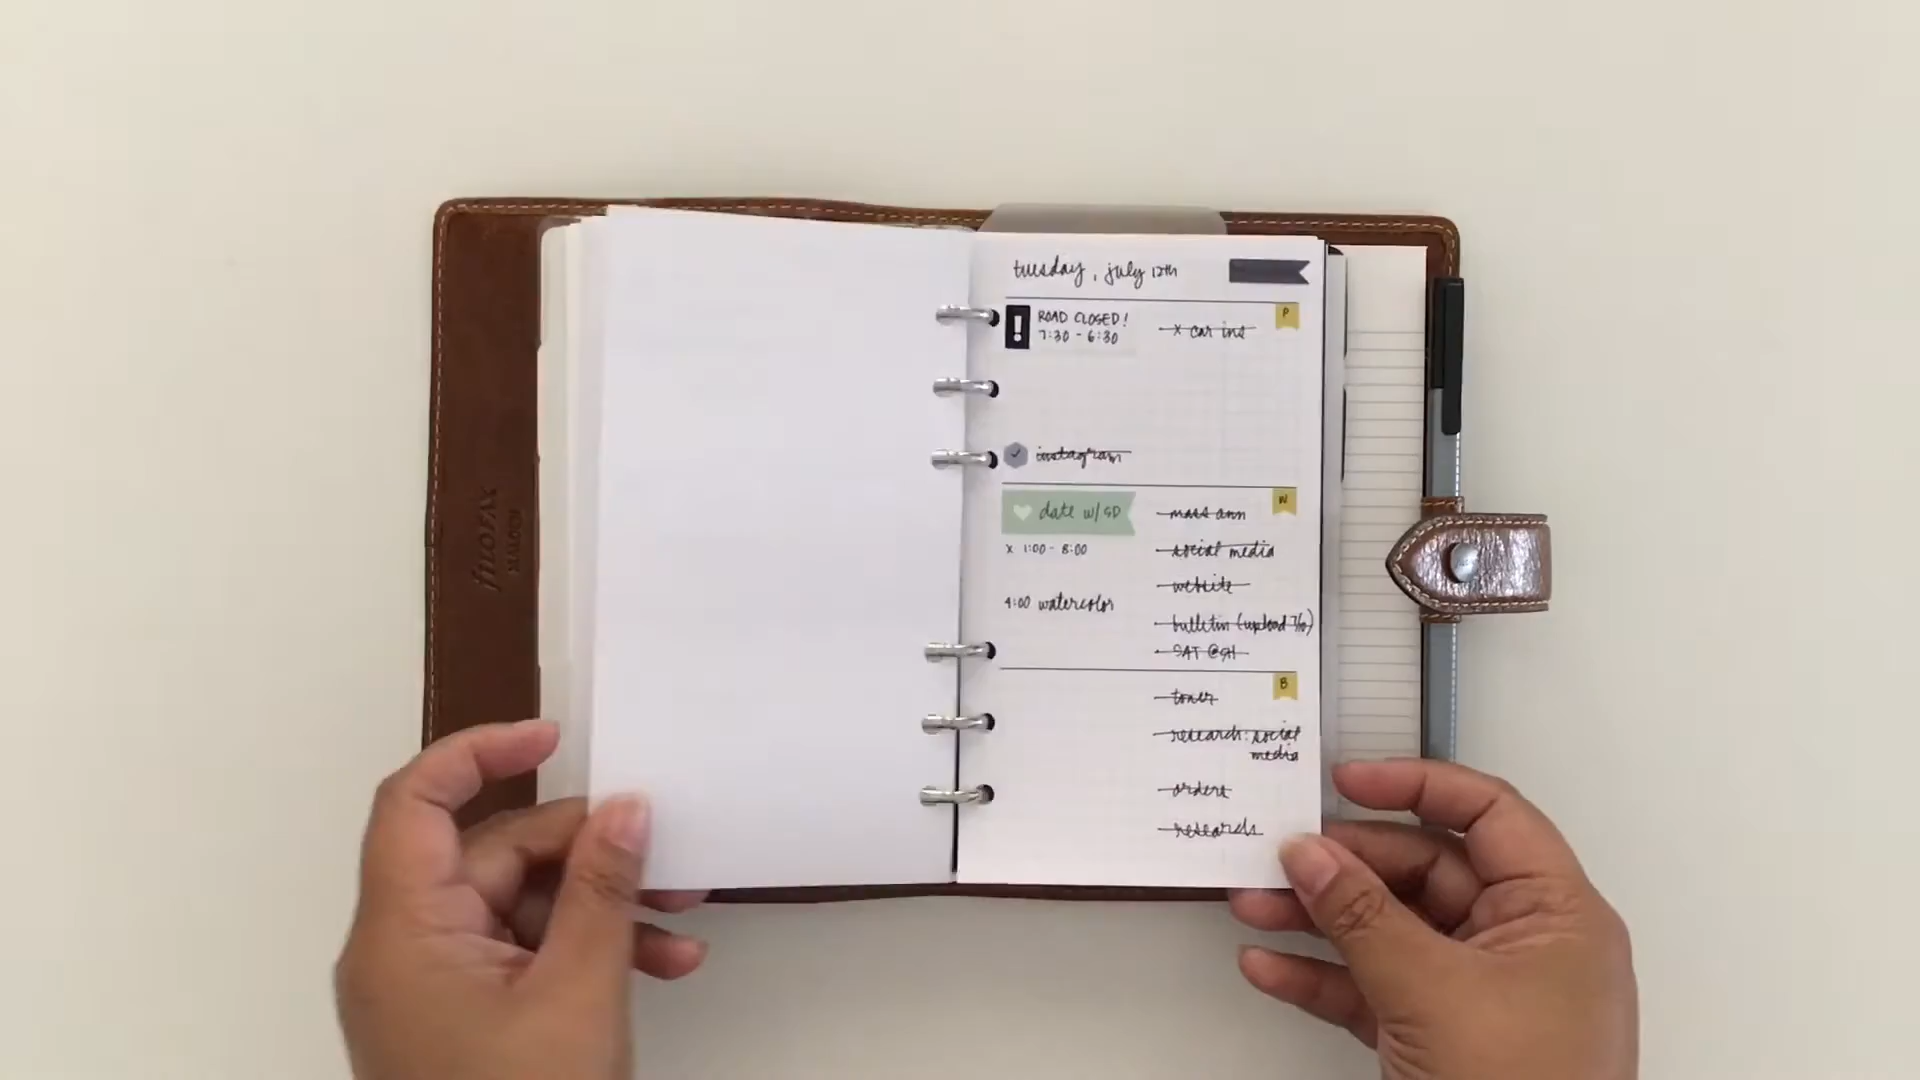 filofax
MALDEN
tuesday, july 12th
ROAD CLOSED!
7:30 - 6:30
P
x car ins
instagram
W
date w/ GD
mass ann
x 1:00 - 8:00
social media
website
4:00 watercolor
bulletin (upload 7/10)
SAT @ GH
B
toner
research: social
media
orders
research